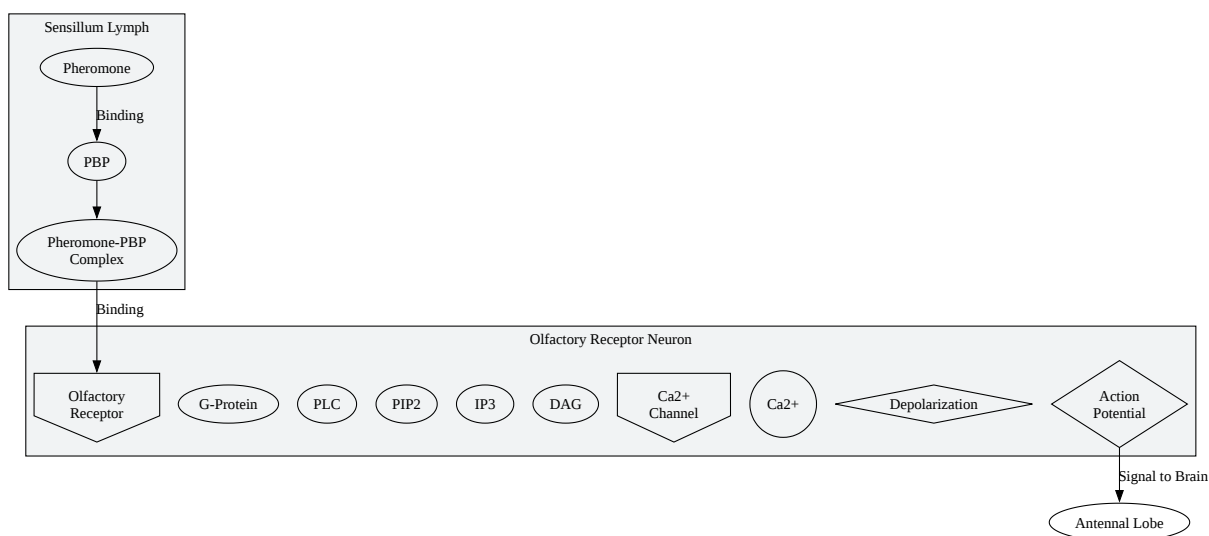 Sensillum Lymph
Pheromone
Binding
PBP
Pheromone-PBP
Complex
Binding
Olfactory Receptor Neuron
Olfactory
Receptor
G-Protein
PLC
PIP2
IP3
DAG
Ca2+
Channel
Ca2+
Depolarization
Action
Potential
Signal to Brain
Antennal Lobe